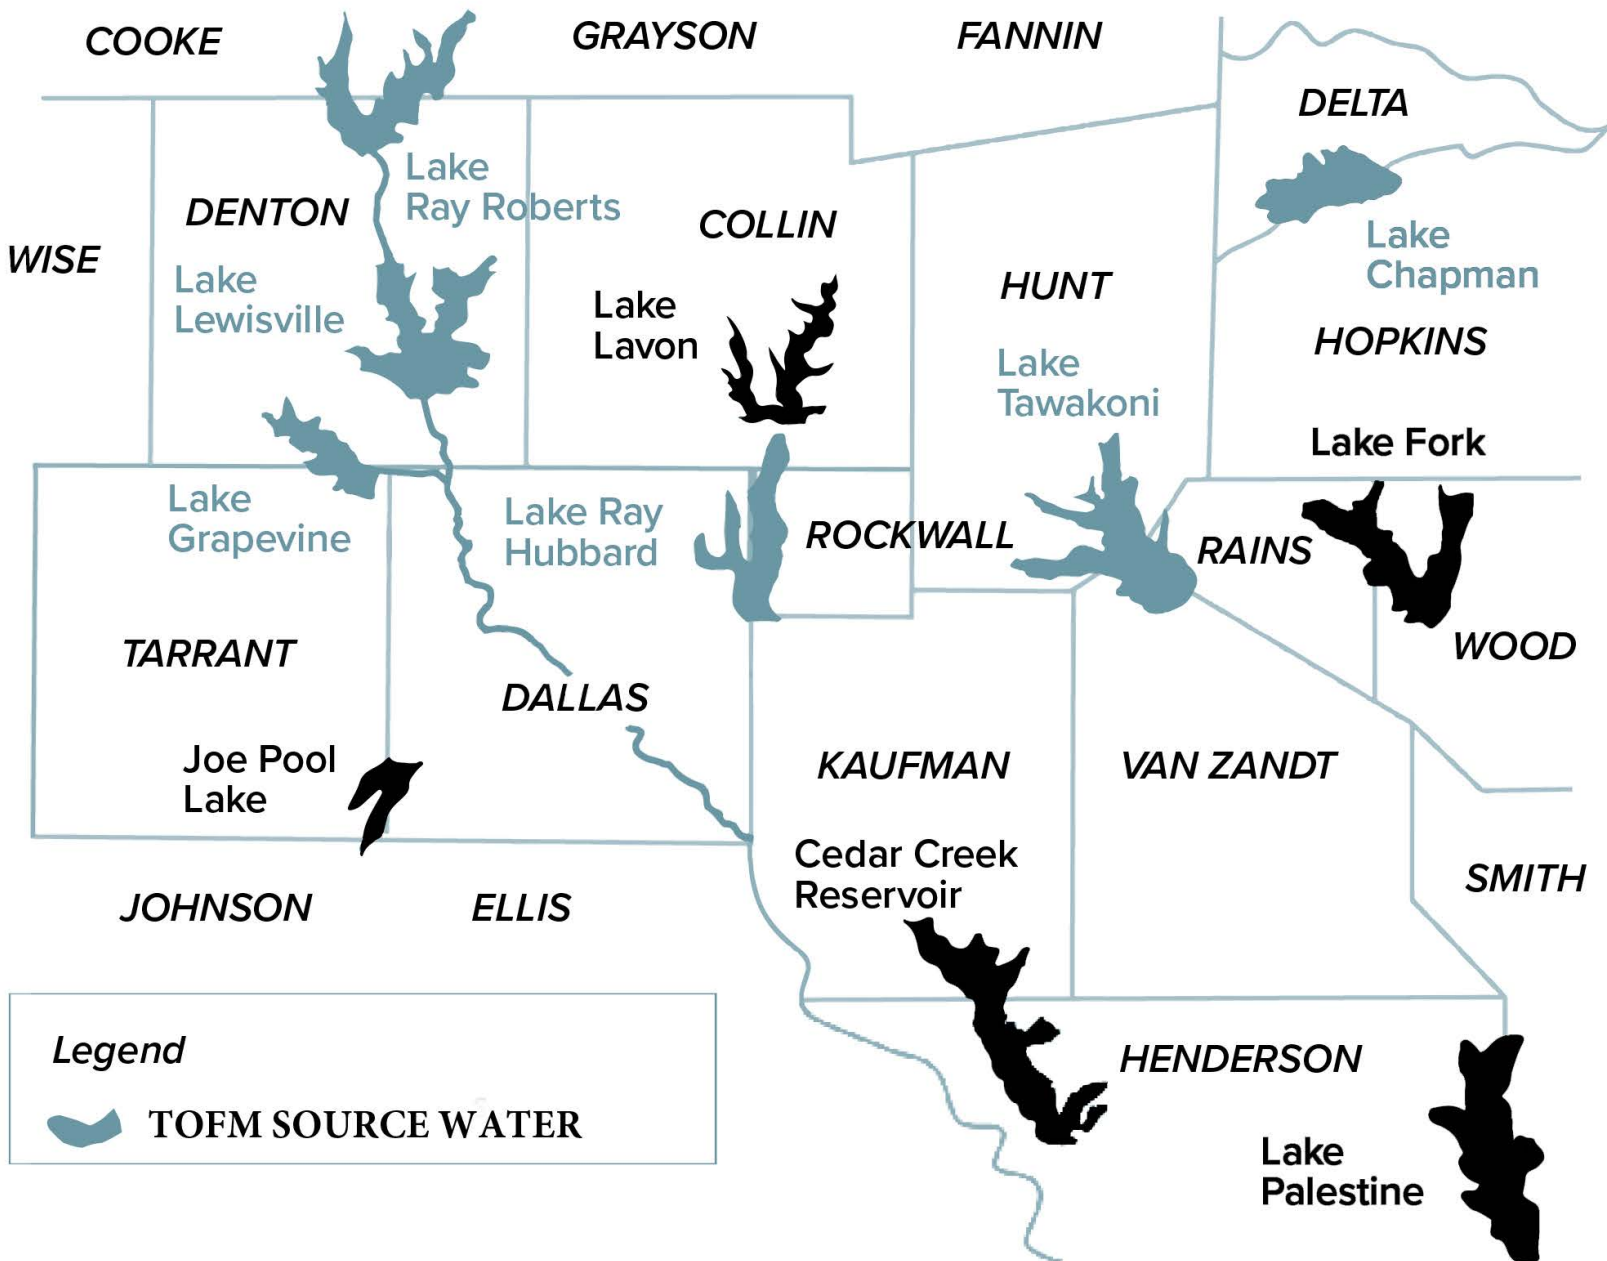 COOKE
GRAYSON
FANNIN
DELTA
Lake
Ray Roberts
DENTON
COLLIN
WISE
Lake
Chapman
Lake
Lewisville
Lake
Lavon
HUNT
HOPKINS
Lake
Tawakoni
Lake Fork
Lake
Grapevine
Lake Ray
Hubbard
ROCKWALL
RAINS
TARRANT
WOOD
DALLAS
Joe Pool
Lake
KAUFMAN
VAN ZANDT
Cedar Creek
Reservoir
SMITH
JOHNSON
ELLIS
HENDERSON
Lake
Palestine
Legend
TOFM SOURCE WATER